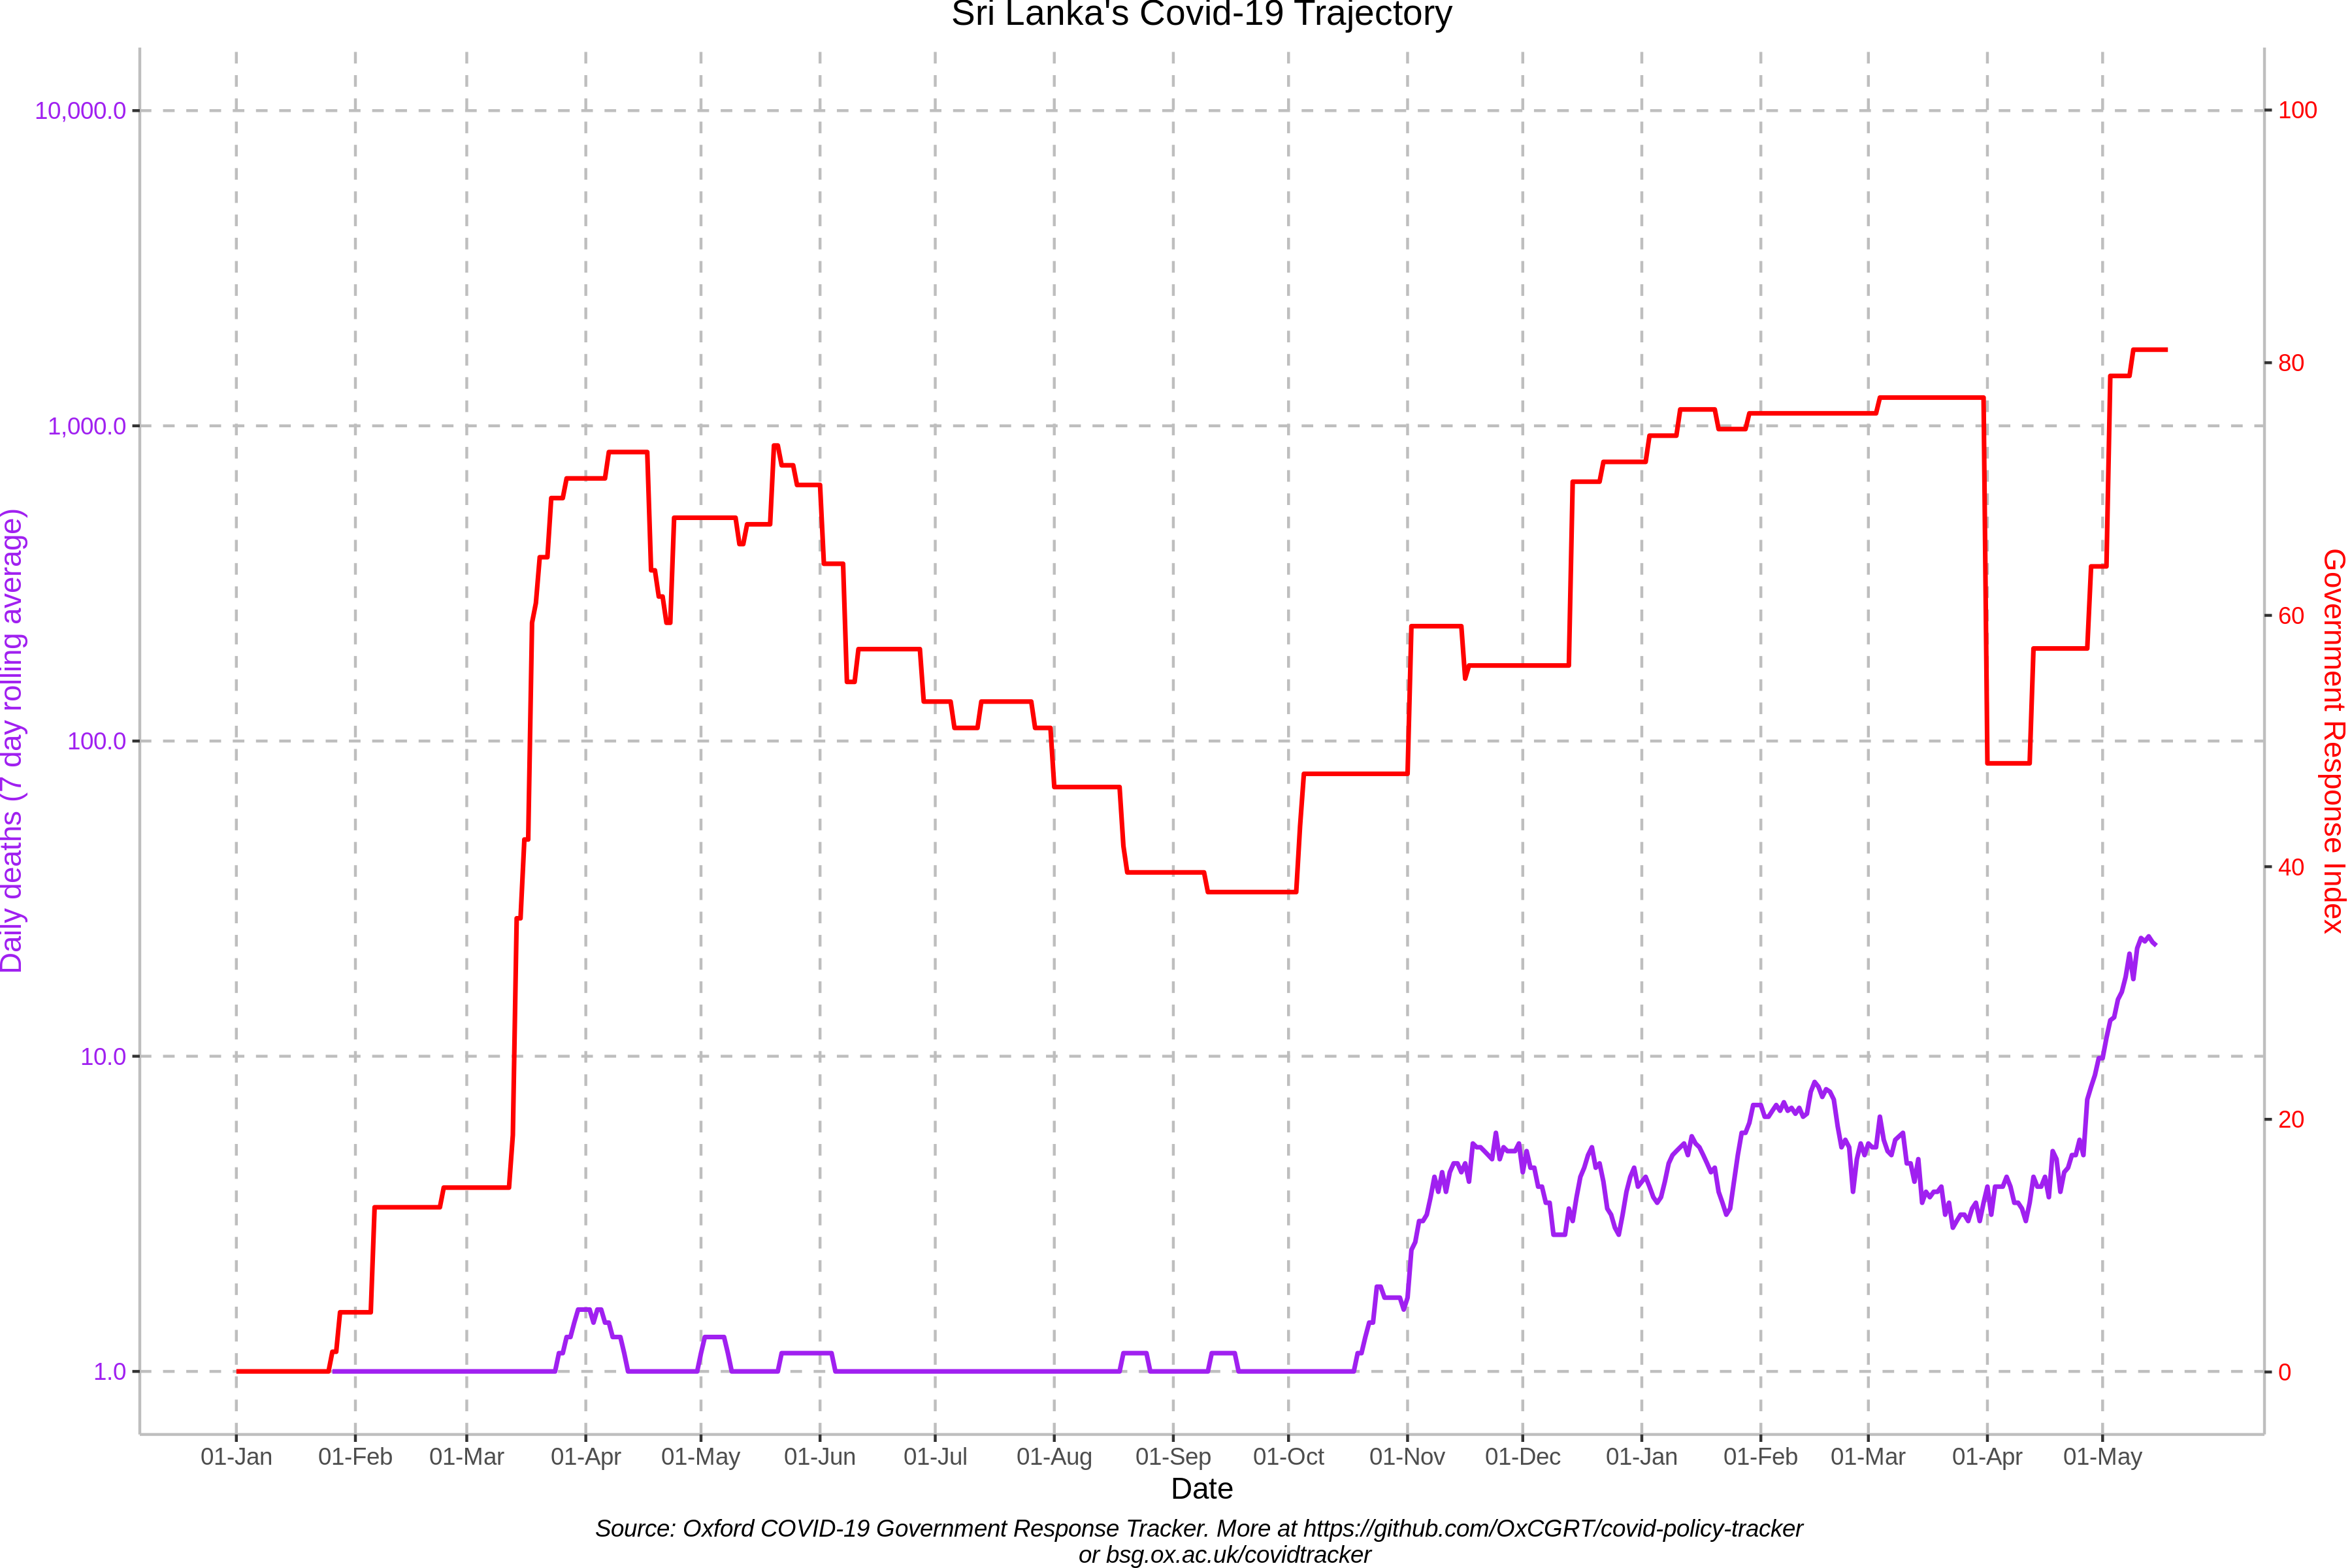 Sri Lanka's Covid-19 Trajectory
10,000.0
1,000.0
100.0
10.0
1.0
Daily deaths (7 day rolling average)
100
80
60
40
20
0
Government Response Index
01-Jan 01-Feb 01-Mar 01-Apr 01-May 01-Jun 01-Jul 01-Aug 01-Sep 01-Oct 01-Nov 01-Dec 01-Jan 01-Feb 01-Mar 01-Apr 01-May
Date
Source: Oxford COVID-19 Government Response Tracker. More at https://github.com/OxCGRT/covid-policy-tracker
or bsg.ox.ac.uk/covidtracker